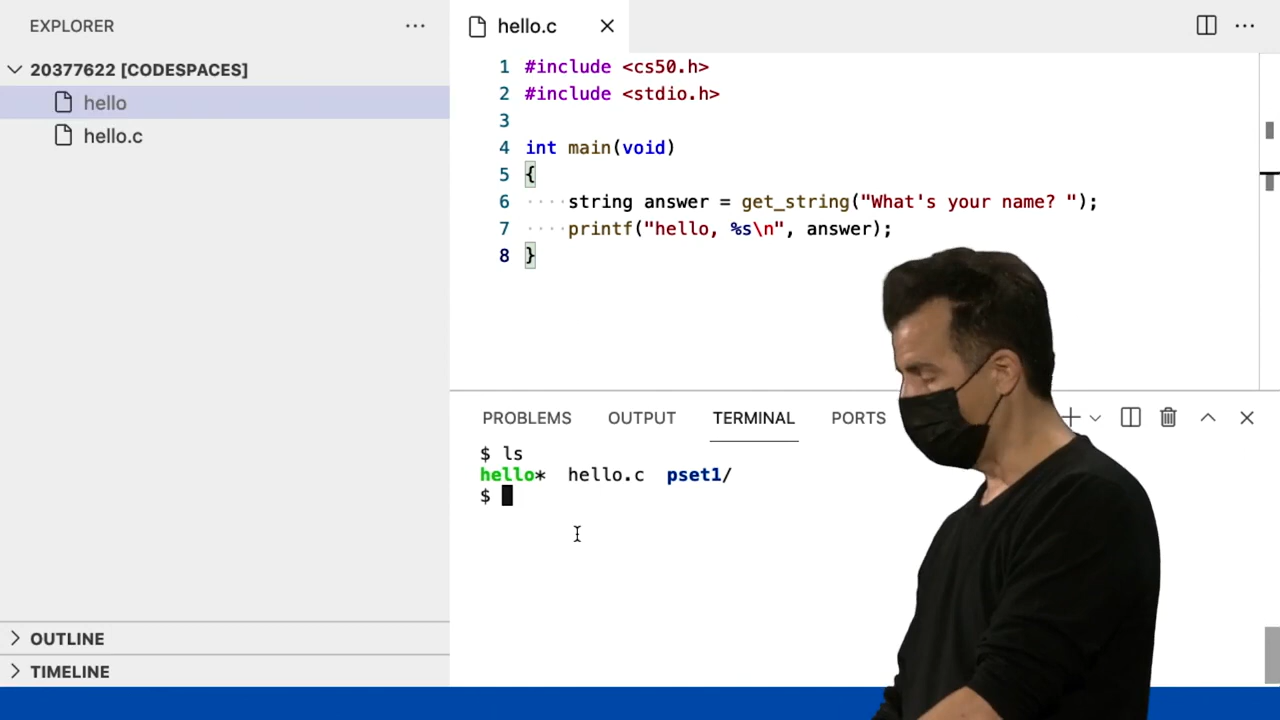 EXPLORER
20377622 [CODESPACES]
hello
hello.c
OUTLINE
TIMELINE
hello.c
1 #include <cs50.h>
2 #include <stdio.h>
3
4 int main(void)
5 {
6 ····string answer = get_string("What's your name? ");
7 ····printf("hello, %s\n", answer);
8 }
PROBLEMS OUTPUT TERMINAL PORTS
$ ls
hello* hello.c pset1/
$